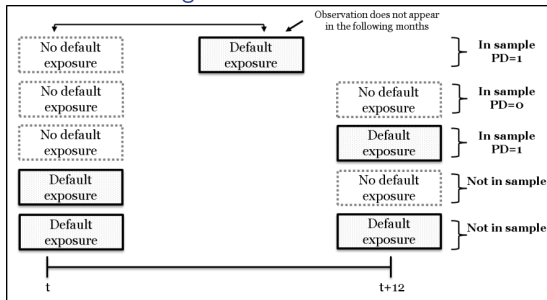 Observation does not appear
in the following months
No default
exposure
Default
exposure
In sample
PD=1
No default
exposure
No default
exposure
In sample
PD=0
No default
exposure
Default
exposure
In sample
PD=1
Default
exposure
No default
exposure
Not in sample
Default
exposure
Default
exposure
Not in sample
t
t+12